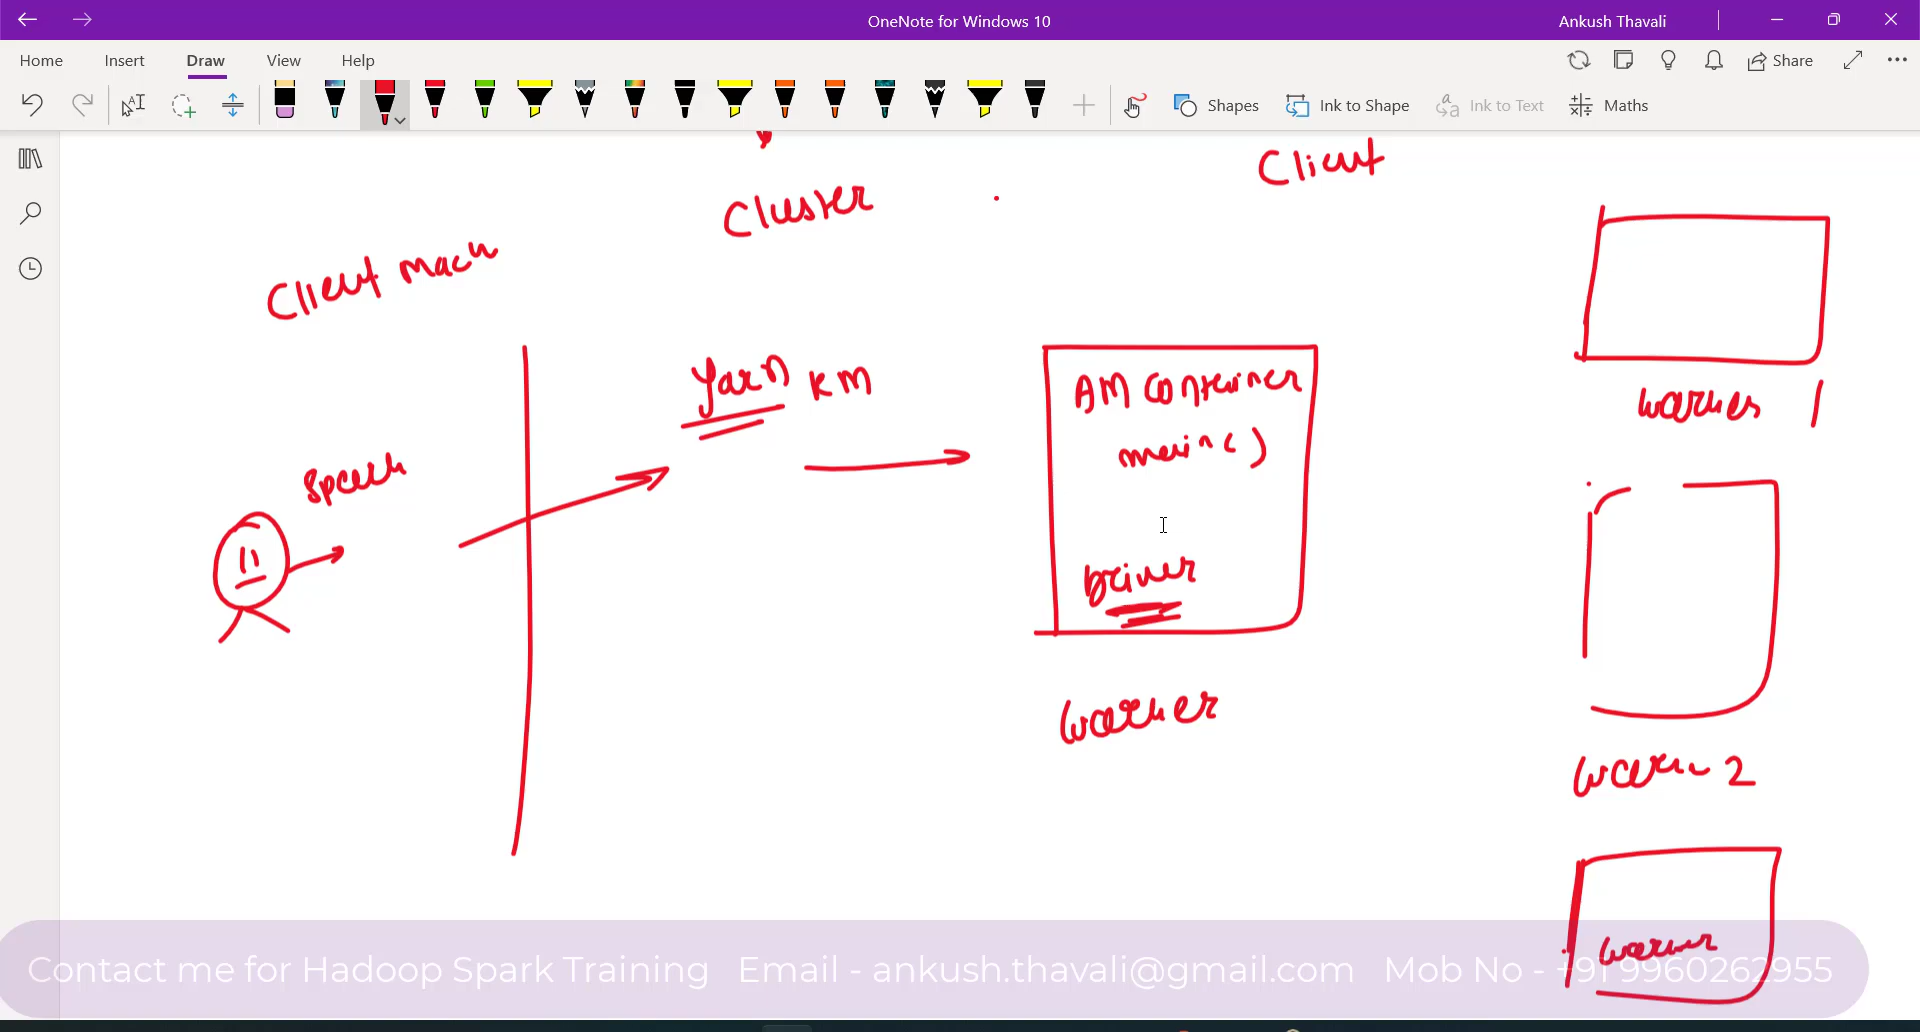 OneNote for Windows 10
Ankush Thavali
Home Insert Draw View Help
Share
Shapes Ink to Shape Ink to Text Maths
Client
Cluster
Client mach
Yarn RM
AM container
main()
driver
Spark
worker
worker 1
worker 2
worker
Contact me for Hadoop Spark Training Email - ankush.thavali@gmail.com Mob No - +91 9960262955